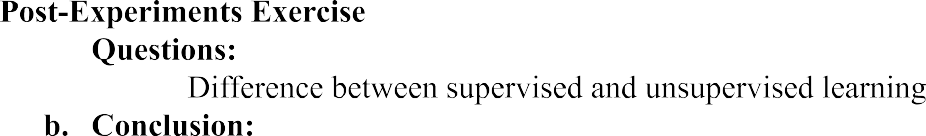 Post-Experiments Exercise
Questions:
Difference between supervised and unsupervised learning
b. Conclusion: